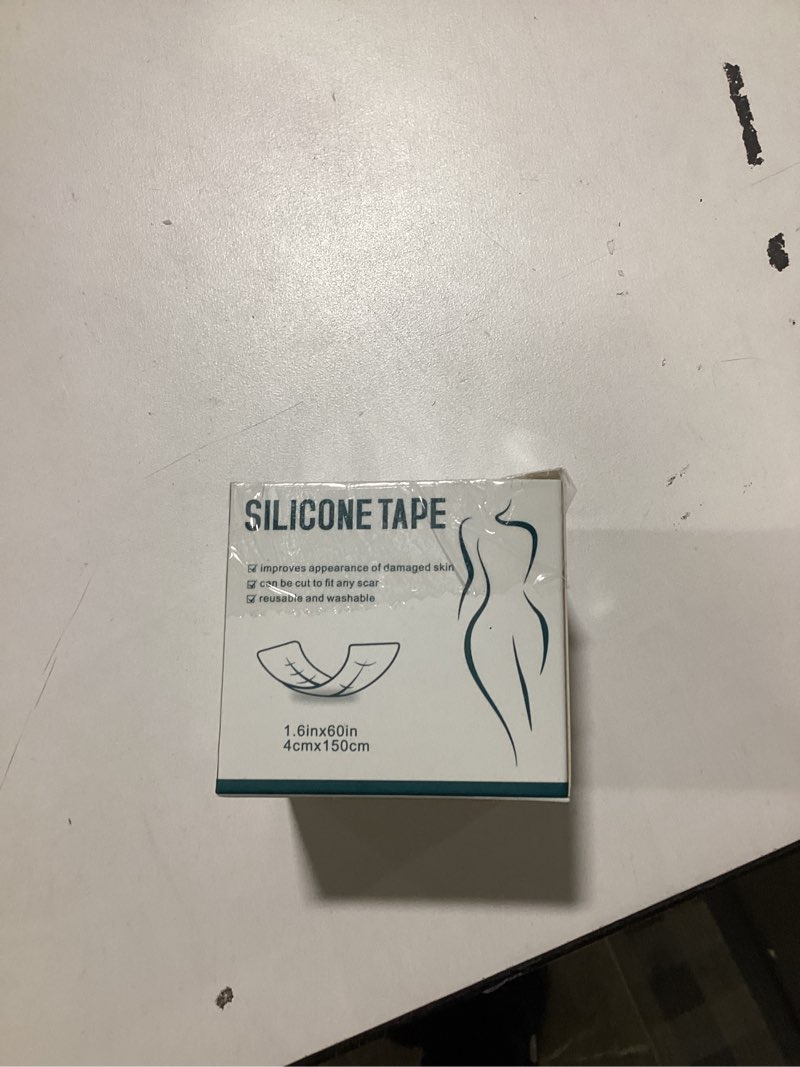 SILICONE TAPE
improves appearance of damaged skin
can be cut to fit any scar
reusable and washable
1.6inx60in
4cmx150cm